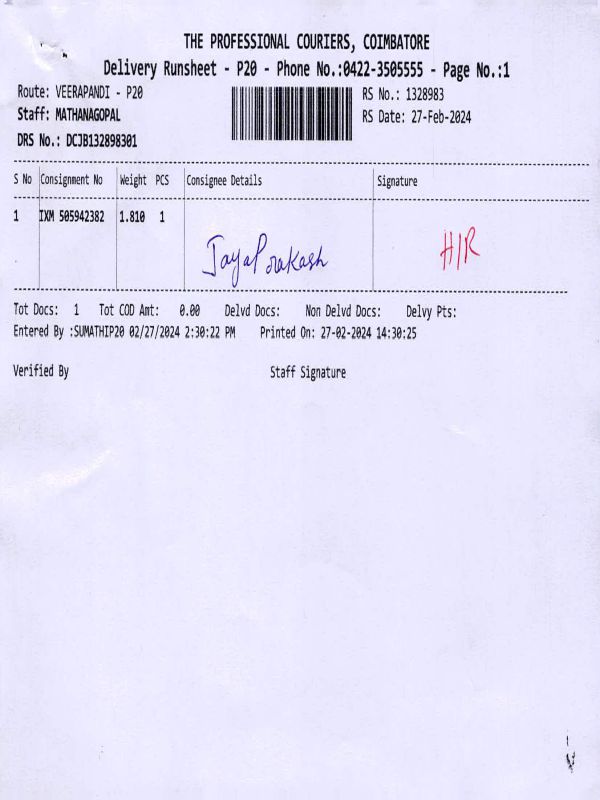 THE PROFESSIONAL COURIERS, COIMBATORE
Delivery Runsheet - P20 - Phone No.:0422-3505555 - Page No.:1
Route: VEERAPANDI - P20 RS No.: 1328983
Staff: MATHANAGOPAL RS Date: 27-Feb-2024
DRS No.: DCJB132898301
S No Consignment No Weight PCS Consignee Details Signature
1 IXM 505942382 1.810 1
JayaPrakash H/R
Tot Docs: 1 Tot COD Amt: 0.00 Delvd Docs: Non Delvd Docs: Delvy Pts:
Entered By :SUMATHIP20 02/27/2024 2:30:22 PM Printed On: 27-02-2024 14:30:25
Verified By Staff Signature